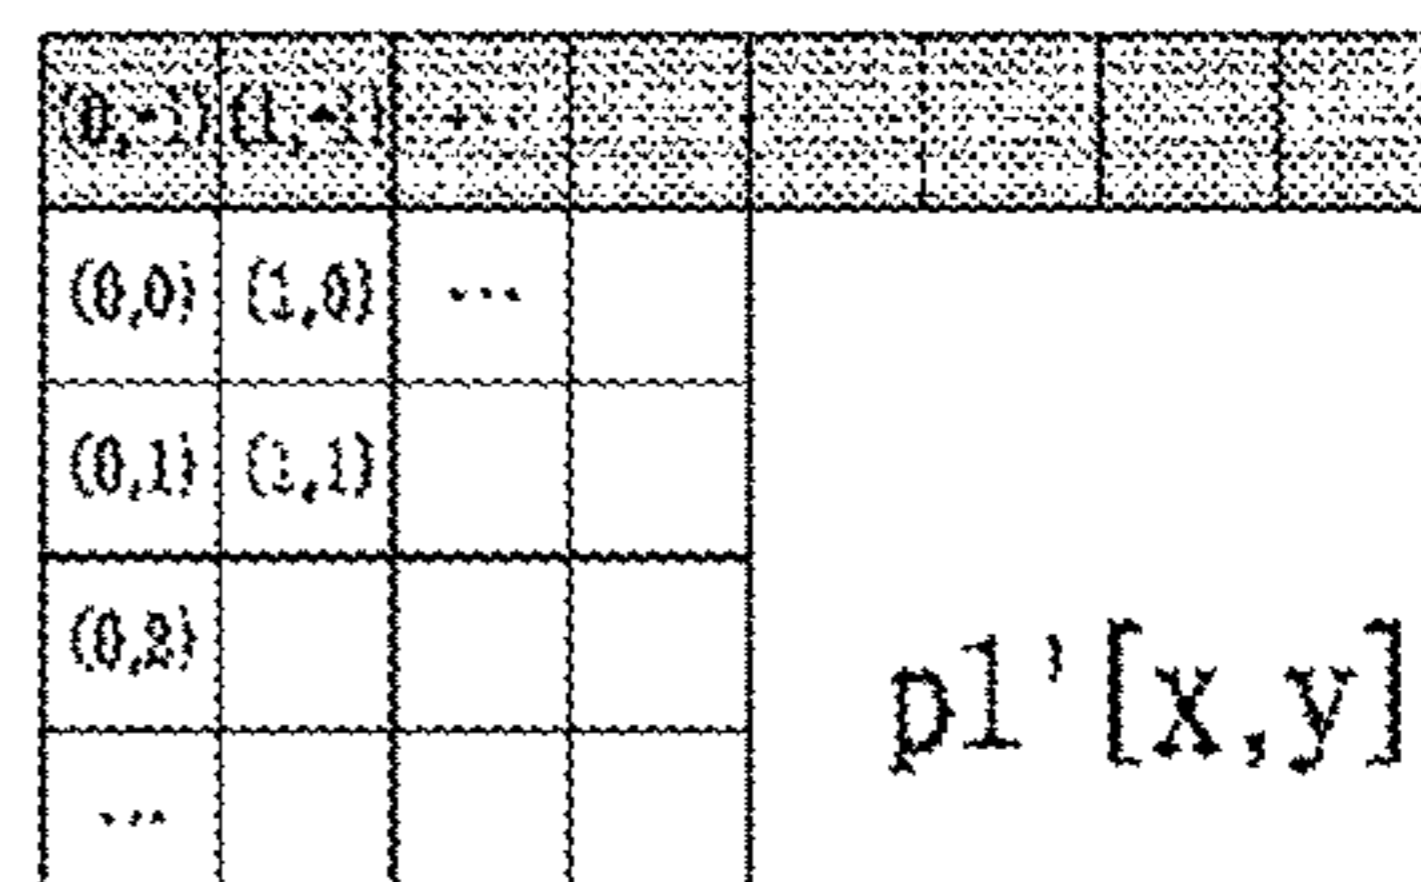 (0,-1) (1,-1) ...
(0,0) (1,0) ...
(0,1) (1,1)
(0,2)
p1'[x,y]
...